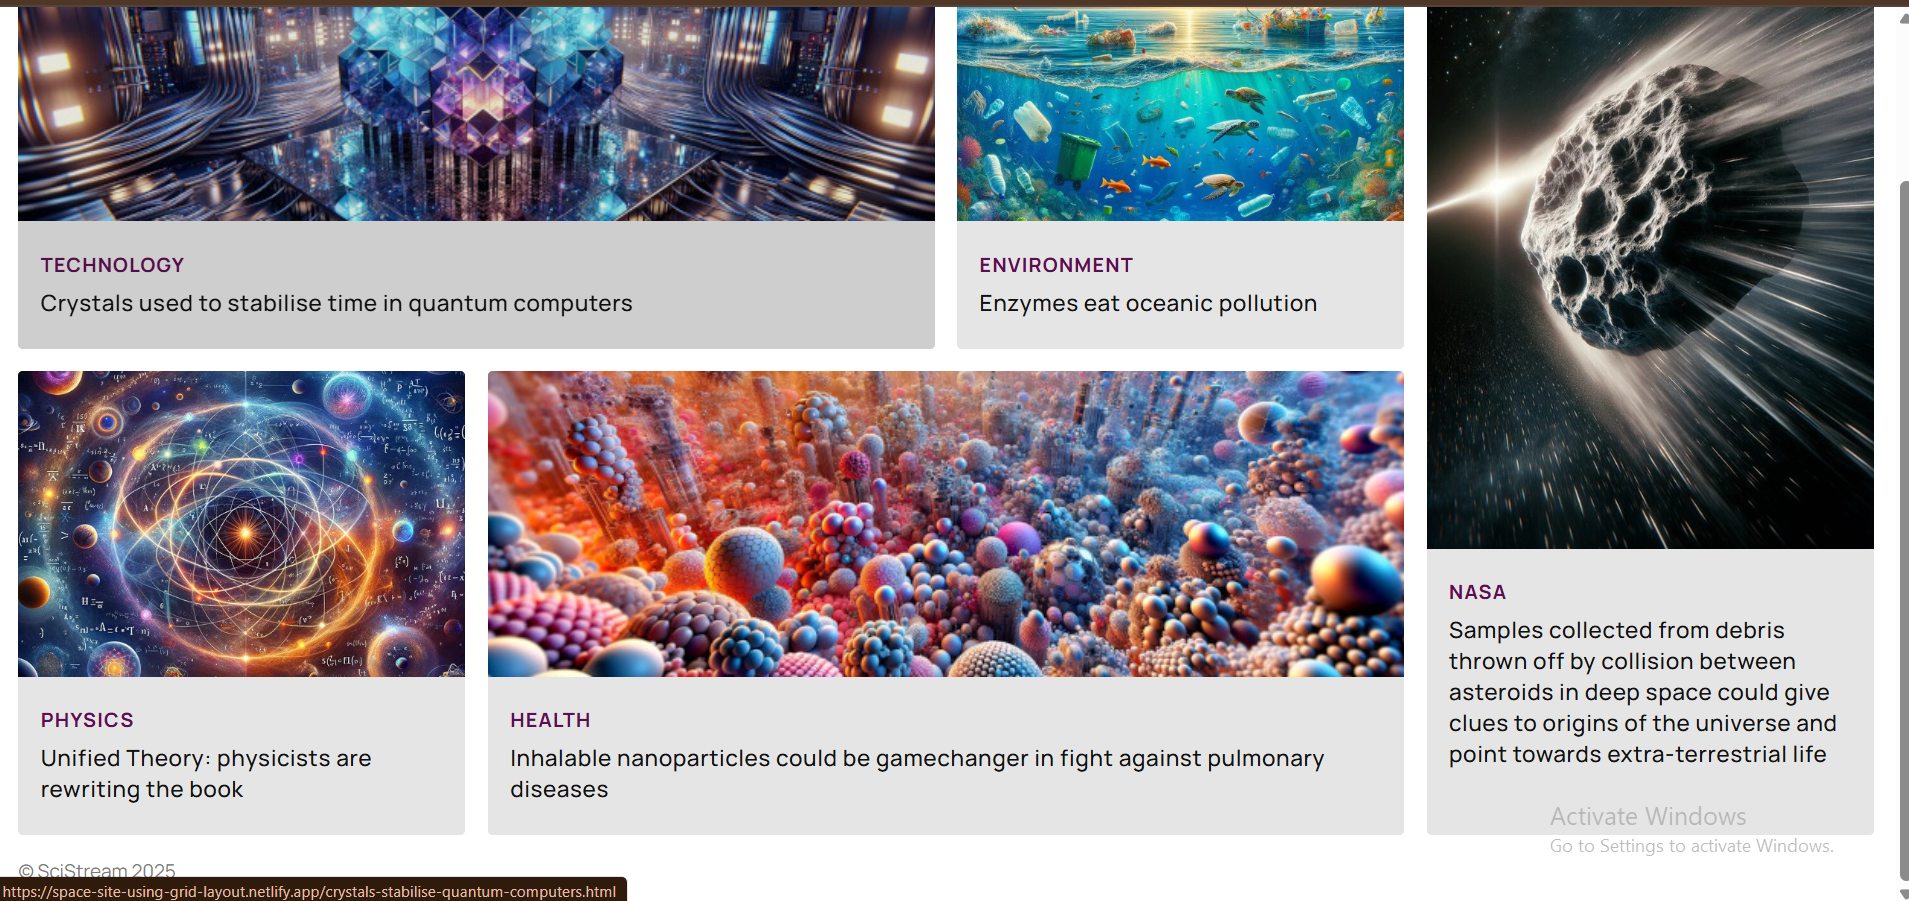 TECHNOLOGY
Crystals used to stabilise time in quantum computers
ENVIRONMENT
Enzymes eat oceanic pollution
NASA
Samples collected from debris
thrown off by collision between
asteroids in deep space could give
clues to origins of the universe and
point towards extra-terrestrial life
PHYSICS
Unified Theory: physicists are
rewriting the book
HEALTH
Inhalable nanoparticles could be gamechanger in fight against pulmonary
diseases
Activate Windows
Go to Settings to activate Windows.
© SciStream 2025
https://space-site-using-grid-layout.netlify.app/crystals-stabilise-quantum-computers.html